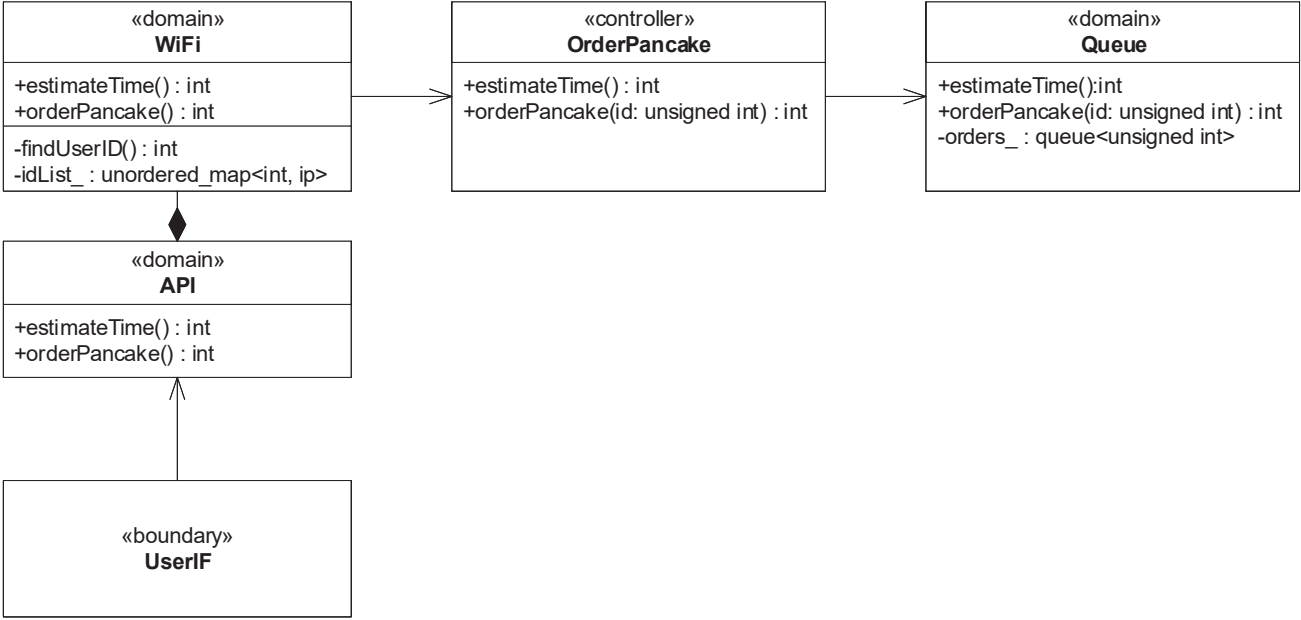 «domain»
WiFi
+estimateTime() : int
+orderPancake() : int
-findUserID() : int
-idList_ : unordered_map<int, ip>
«controller»
OrderPancake
+estimateTime() : int
+orderPancake(id: unsigned int) : int
«domain»
Queue
+estimateTime():int
+orderPancake(id: unsigned int) : int
-orders_ : queue<unsigned int>
«domain»
API
+estimateTime() : int
+orderPancake() : int
«boundary»
UserIF